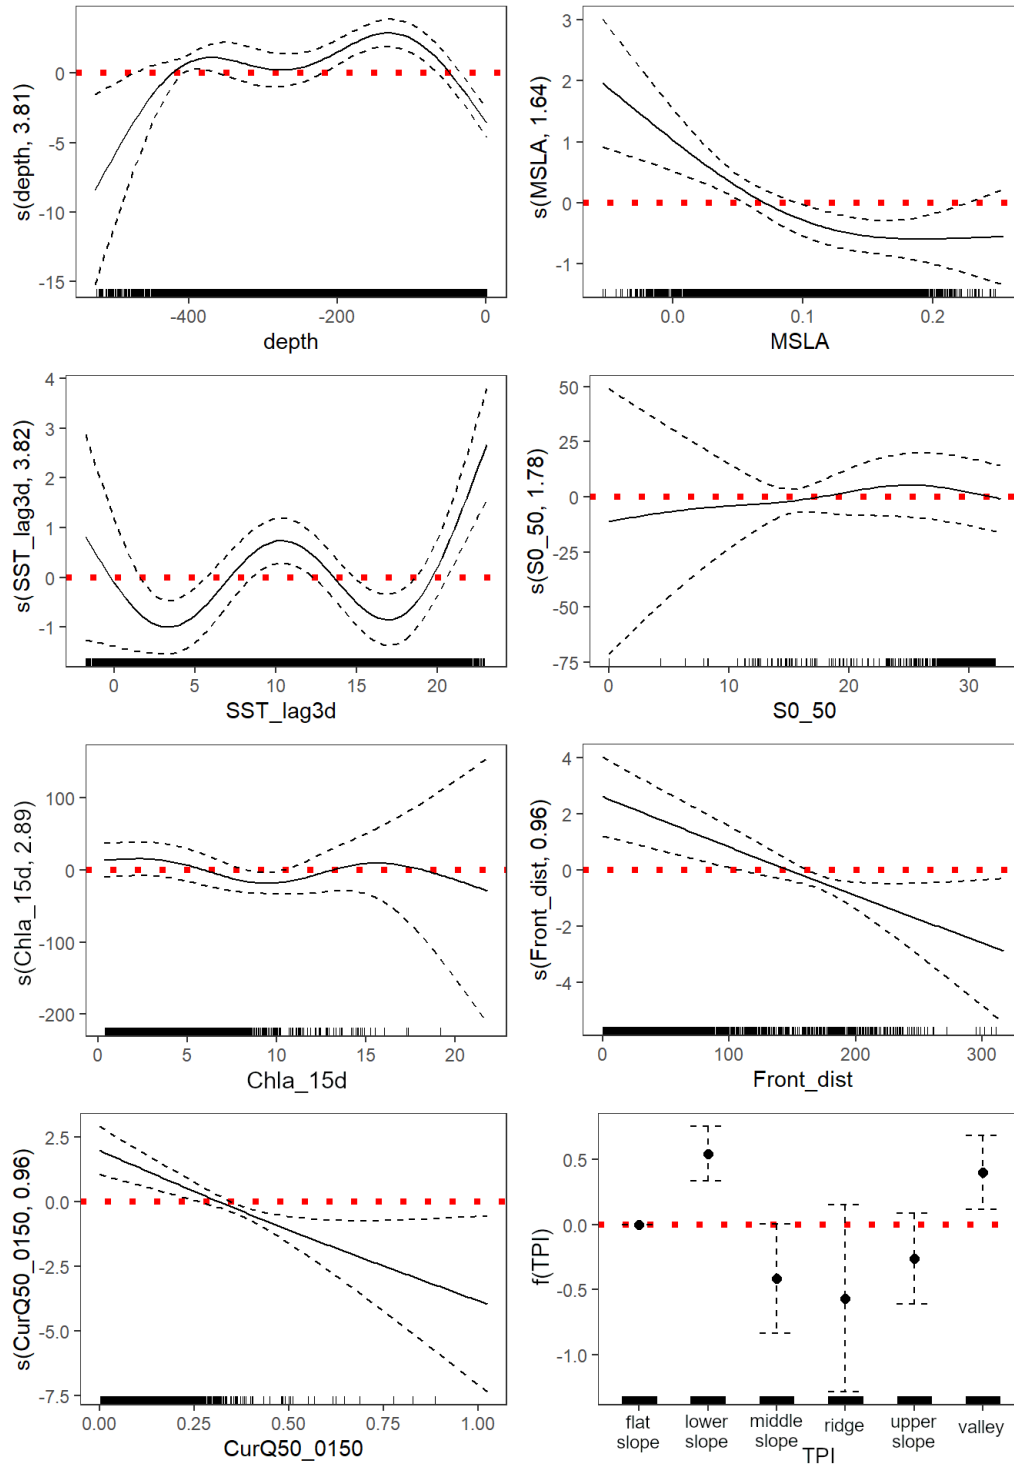 s(depth, 3.81)
0
-5
-10
-15
-400
-200
0
depth
s(MSLA, 1.64)
3
2
1
0
-1
0.0
0.1
0.2
MSLA
s(SST_lag3d, 3.82)
4
3
2
1
0
-1
0
5
10
15
20
SST_lag3d
s(S0_50, 1.78)
50
25
0
-25
-50
-75
0
10
20
30
S0_50
s(Chla_15d, 2.89)
100
0
-100
-200
0
5
10
15
20
Chla_15d
s(Front_dist, 0.96)
4
2
0
-2
-4
0
100
200
300
Front_dist
s(CurQ50_0150, 0.96)
2.5
0.0
-2.5
-5.0
-7.5
0.00
0.25
0.50
0.75
1.00
CurQ50_0150
f(TPI)
0.5
0.0
-0.5
-1.0
flat
slope
lower
slope
middle
slope
ridge
upper
slope
valley
TPI